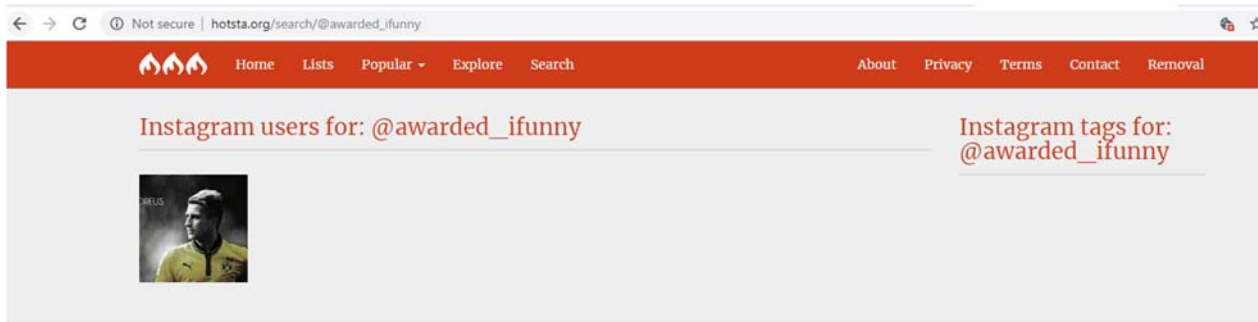 Not secure | hotsta.org/search/@awarded_ifunny
Home Lists Popular Explore Search About Privacy Terms Contact Removal
Instagram users for: @awarded_ifunny
Instagram tags for:
@awarded_ifunny
OREUS